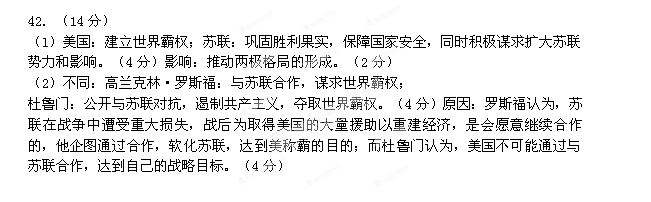 42. （14 分）
（1）美国：建立世界霸权；苏联：巩固胜利果实，保障国家安全，同时积极谋求扩大苏联
势力和影响。（4 分）影响：推动两极格局的形成。（2 分）
（2）不同：高兰克林·罗斯福：与苏联合作，谋求世界霸权；
杜鲁门：公开与苏联对抗，遏制共产主义，夺取世界霸权。（4 分）原因：罗斯福认为，苏
联在战争中遭受重大损失，战后为取得美国的大量援助以重建经济，是会愿意继续合作
的，他企图通过合作，软化苏联，达到美称霸的目的；而杜鲁门认为，美国不可能通过与
苏联合作，达到自己的战略目标。（4 分）